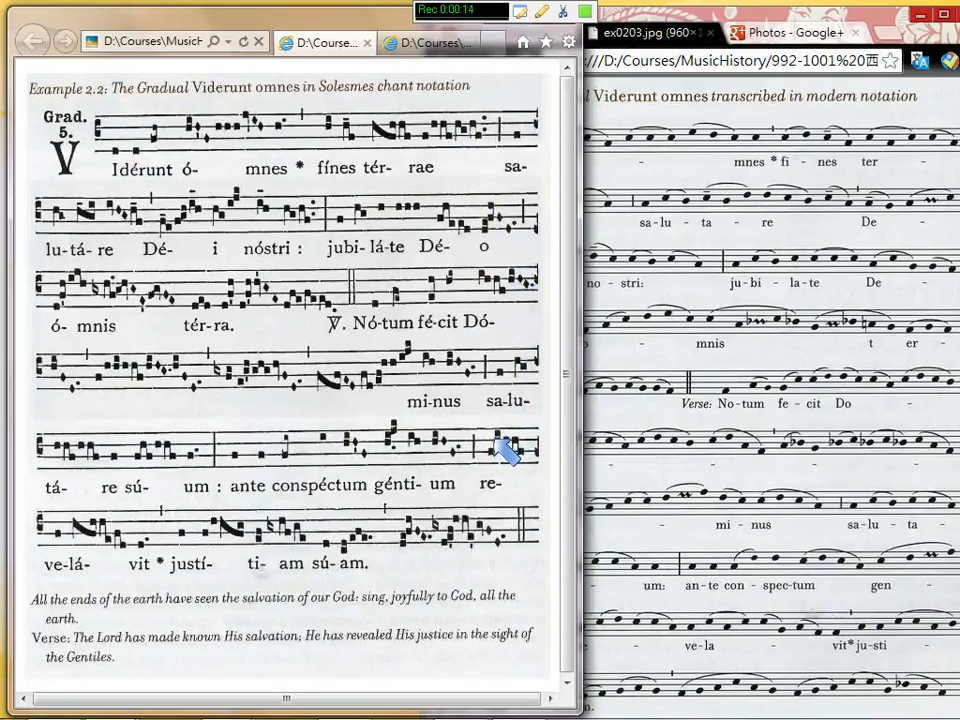 Rec 0:00:14
D:\Courses\MusicH
D:\Course...
D:\Courses\...
ex0203.jpg (960×1
Photos - Google+
///D:/Courses/MusicHistory/992-1001%20西
Example 2.2: The Gradual Viderunt omnes in Solesmes chant notation
Grad.
5.
VIdérunt ó- mnes * fínes tér- rae sa-
lu-tá- re Dé- i nóstri : jubi- lá-te Dé- o
ó- mnis tér-ra. ℣. Nó-tum fé-cit Dó-
mi-nus sa-lu-
tá- re sú- um : ante conspéctum génti- um re-
ve-lá- vit * justí- ti- am sú-am.
All the ends of the earth have seen the salvation of our God: sing, joyfully to God, all the
earth.
Verse: The Lord has made known His salvation; He has revealed His justice in the sight of
the Gentiles.
l Viderunt omnes transcribed in modern notation
- mnes * fi - nes ter -
sa - lu - ta - re De -
no - stri: ju - bi - la - te De -
- mnis t er -
Verse: No - tum fe - cit Do -
- - - -
- mi - nus sa - lu - ta
um: an - te con - spec - tum gen
- ve - la - vit* ju - sti
m.